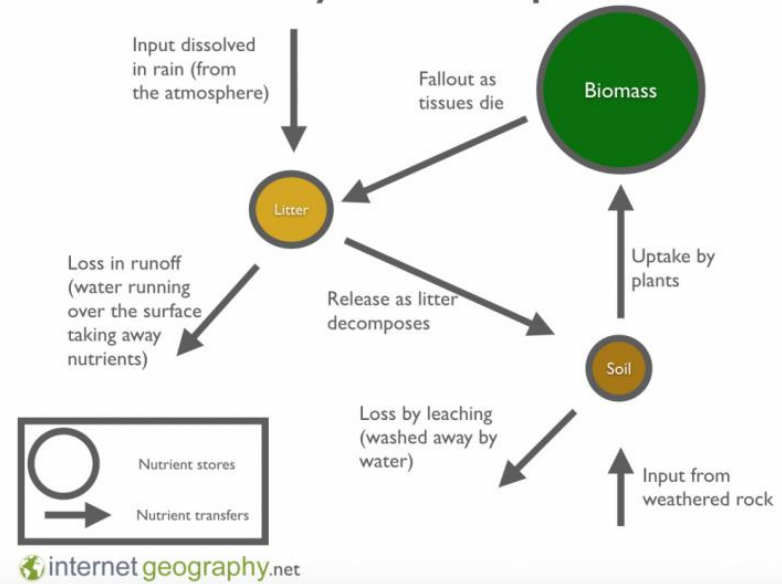 Input dissolved
in rain (from
the atmosphere)
Fallout as
tissues die
Biomass
Litter
Loss in runoff
(water running
over the surface
taking away
nutrients)
Release as litter
decomposes
Uptake by
plants
Soil
Loss by leaching
(washed away by
water)
Input from
weathered rock
Nutrient stores
Nutrient transfers
internetgeography.net